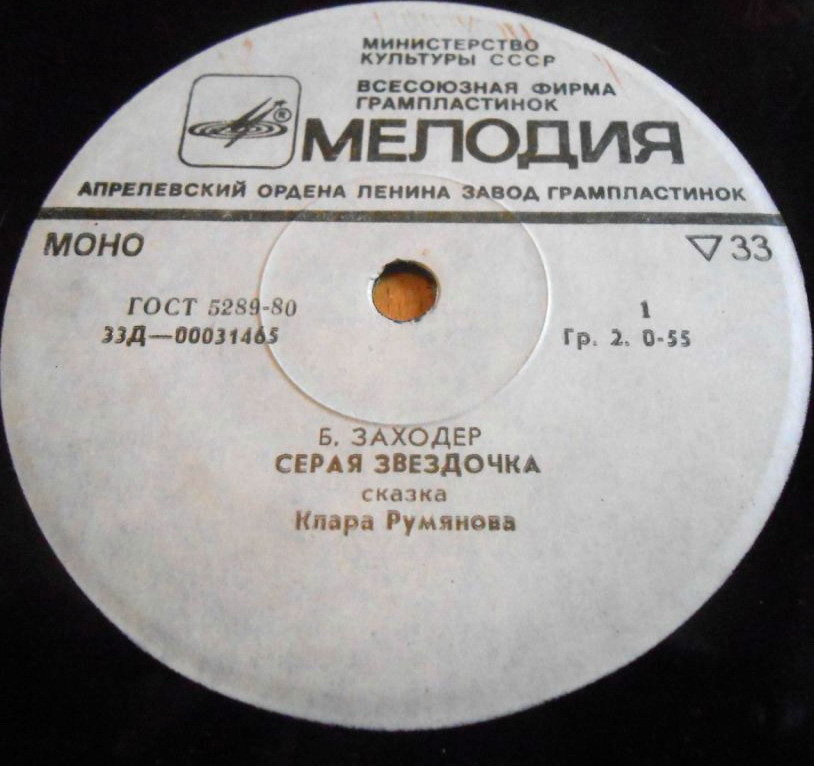 МИНИСТЕРСТВО
КУЛЬТУРЫ СССР
ВСЕСОЮЗНАЯ ФИРМА
ГРАМПЛАСТИНОК
® МЕЛОДИЯ
АПРЕЛЕВСКИЙ ОРДЕНА ЛЕНИНА ЗАВОД ГРАМПЛАСТИНОК
МОНО ▽ 33
ГОСТ 5289-80 1
33Д—00031465 Гр. 2. 0-55
Б. ЗАХОДЕР
СЕРАЯ ЗВЕЗДОЧКА
сказка
Клара Румянова